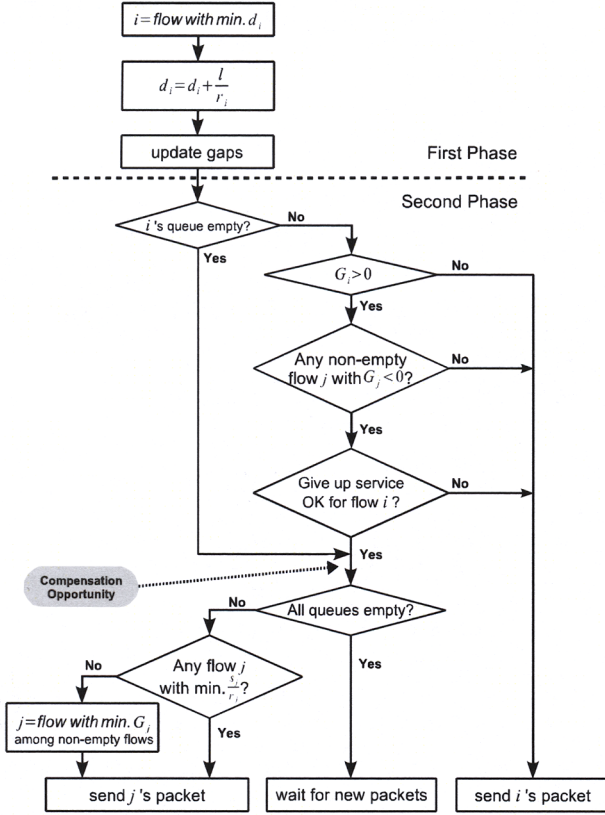 i=flow with min. d_i
d_i=d_i+l/r_i
update gaps
First Phase
Second Phase
i's queue empty?
No
Yes
G_i>0
No
Yes
Any non-empty
flow j with G_j<0?
No
Yes
Give up service
OK for flow i?
No
Yes
Compensation
Opportunity
All queues empty?
No
Yes
Any flow j
with min. s_j/r_j?
No
Yes
j=flow with min. G_j
among non-empty flows
send j's packet
wait for new packets
send i's packet